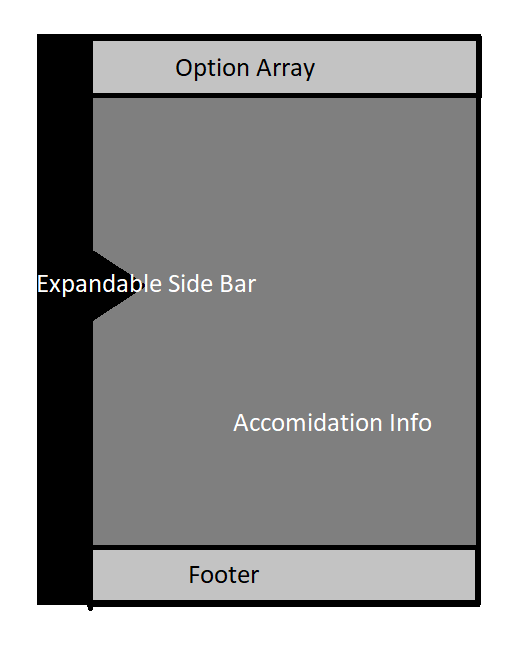 Option Array
Expandable Side Bar
Accomidation Info
Footer